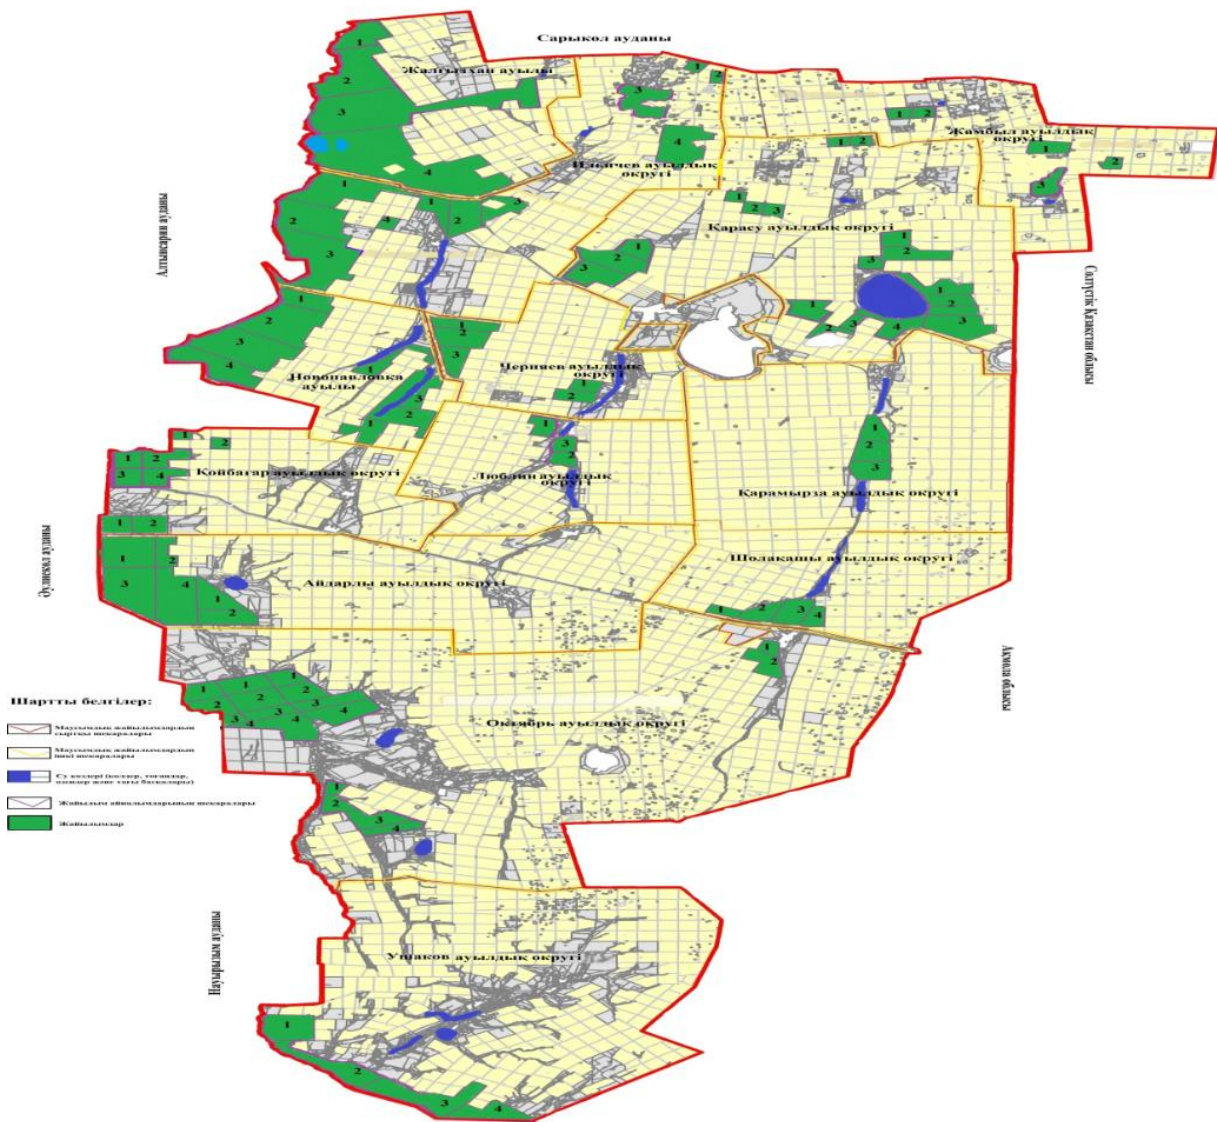 Сарыкөл ауданы
Жалғызхан ауылы
Жамбыл ауылдық
округі
Ильичев ауылдық
округі
Қарасу ауылдық округі
Алтынсарин ауданы
Солтүстік Қазақстан облысы
Новопавловка
ауылы
Черняев ауылдық
округі
Қойбағар ауылдық округі
Люблин ауылдық
округі
Қарамырза ауылдық округі
Шолақашы ауылдық округі
Айдарлы ауылдық округі
Әулиекөл ауданы
Ақмола облысы
Октябрь ауылдық округі
Шартты белгілер:
Маусымдық жайылымдардың
сыртқы шекаралары
Маусымдық жайылымдардың
ішкі шекаралары
Су көздері (көлдер, тоғандар,
өзендер және тағы басқалары)
Жайылым айналымдарының шекаралары
Жайылымдар
Наурызым ауданы
Ушаков ауылдық округі